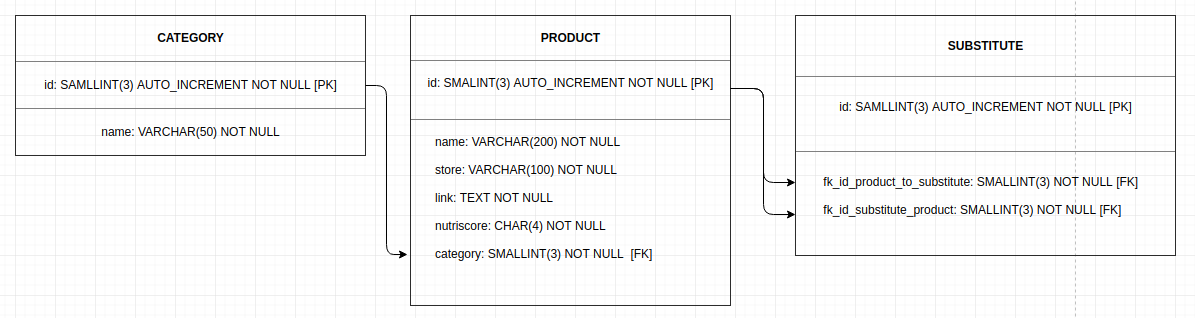 CATEGORY
id: SAMLLINT(3) AUTO_INCREMENT NOT NULL [PK]
name: VARCHAR(50) NOT NULL
PRODUCT
id: SMALINT(3) AUTO_INCREMENT NOT NULL [PK]
name: VARCHAR(200) NOT NULL
store: VARCHAR(100) NOT NULL
link: TEXT NOT NULL
nutriscore: CHAR(4) NOT NULL
category: SMALLINT(3) NOT NULL [FK]
SUBSTITUTE
id: SAMLLINT(3) AUTO_INCREMENT NOT NULL [PK]
fk_id_product_to_substitute: SMALLINT(3) NOT NULL [FK]
fk_id_substitute_product: SMALLINT(3) NOT NULL [FK]